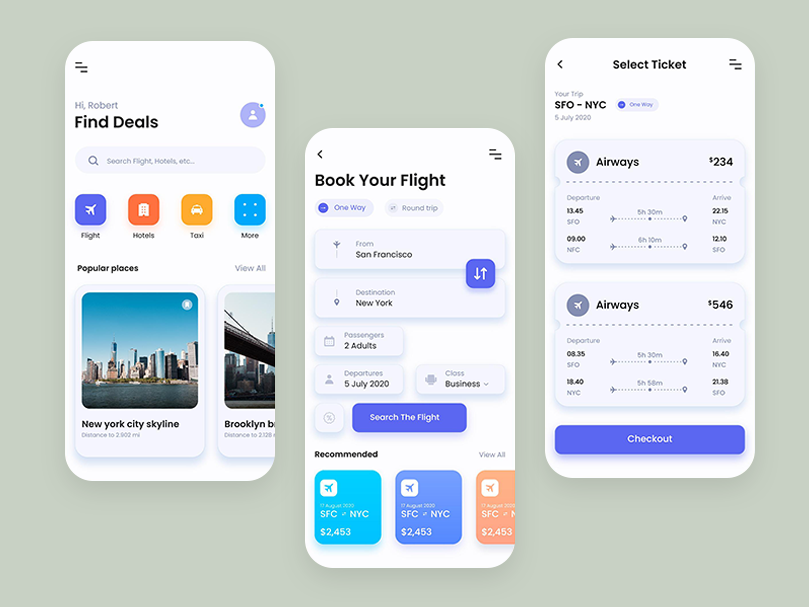 Hi, Robert
Find Deals
Search Flight, Hotels, etc...
Flight
Hotels
Taxi
More
Popular places
View All
New york city skyline
Distance to 2.902 mi
Brooklyn br
Distance to 2.128 m
Book Your Flight
One Way
Round trip
From
San Francisco
Destination
New York
Passengers
2 Adults
Departures
5 July 2020
Class
Business
Search The Flight
Recommended
View All
17 August 2020
SFC NYC
$2,453
17 August 2020
SFC NYC
$2,453
17 August 2020
SFC N
$2,453
Select Ticket
Your Trip
SFO - NYC
One Way
5 July 2020
Airways
$234
Departure
Arrive
13.45
5h 30m
22.15
SFO
NYC
09.00
6h 10m
12.10
NFC
SFO
Airways
$546
Departure
Arrive
08.35
5h 30m
16.40
SFO
NYC
18.40
5h 58m
21.38
NYC
SFO
Checkout